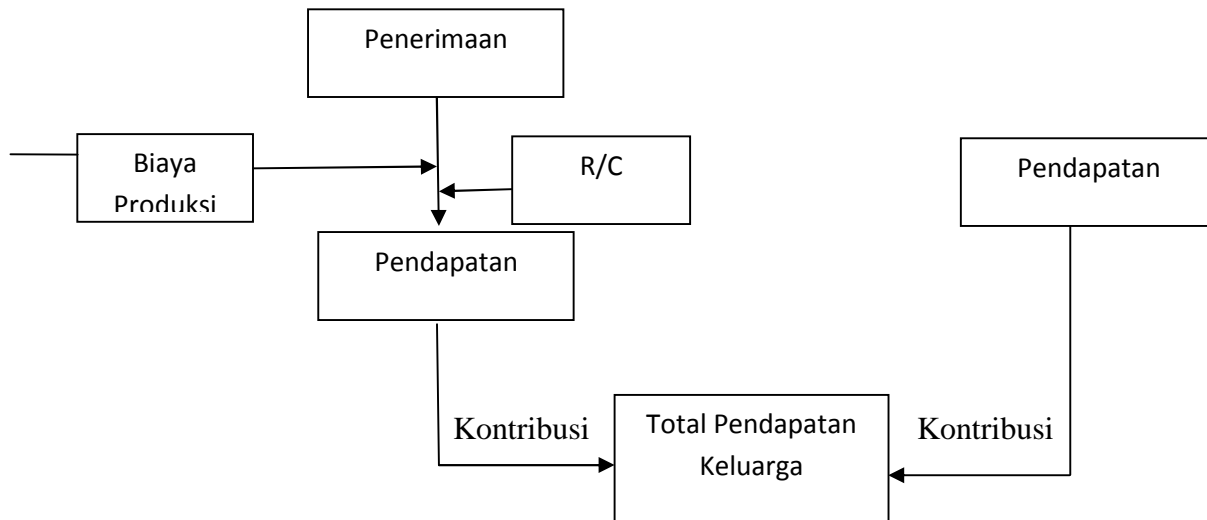 Penerimaan
Biaya
Produksi
R/C
Pendapatan
Pendapatan
Kontribusi
Total Pendapatan
Keluarga
Kontribusi